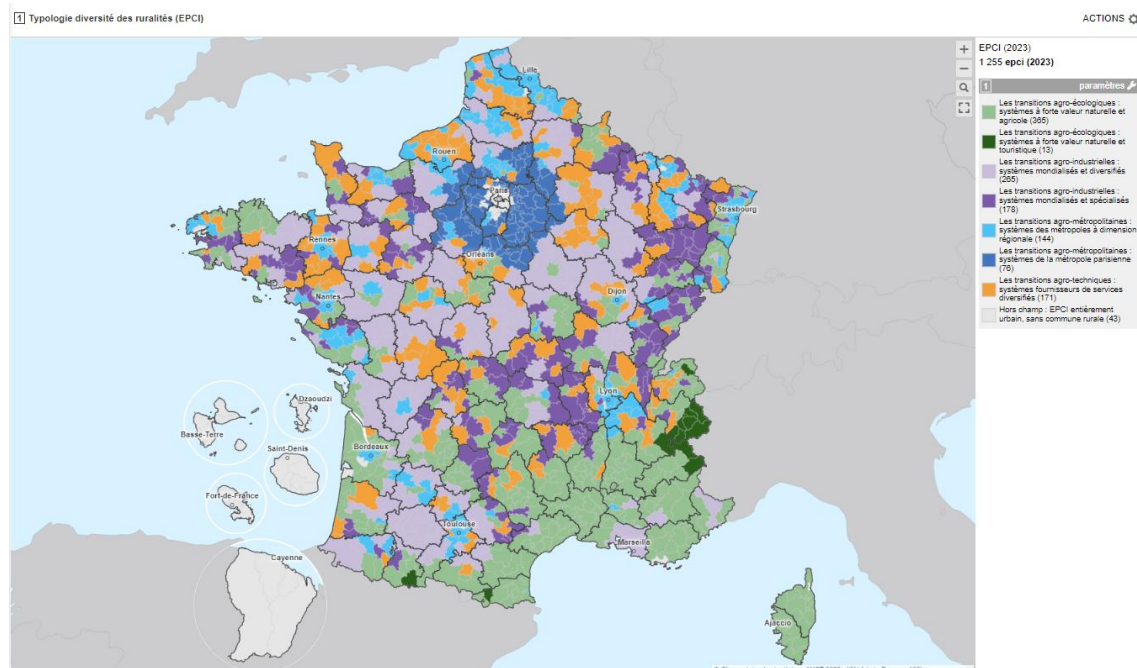 1 Typologie diversité des ruralités (EPCI)
ACTIONS
EPCI (2023)
1 255 epci (2023)
1 paramètres
Les transitions agro-écologiques :
systèmes à forte valeur naturelle et
agricole (365)
Les transitions agro-écologiques :
systèmes à forte valeur naturelle et
touristique (13)
Les transitions agro-industrielles :
systèmes mondialisés et diversifiés
(265)
Les transitions agro-industrielles :
systèmes mondialisés et spécialisés
(178)
Les transitions agro-métropolitaines :
systèmes des métropoles à dimension
régionale (144)
Les transitions agro-métropolitaines :
systèmes de la métropole parisienne
(76)
Les transitions agro-techniques :
systèmes fournisseurs de services
diversifiés (171)
Hors champ : EPCI entièrement
urbain, sans commune rurale (43)
Lille
Rouen
Paris
Strasbourg
Rennes
Orléans
Nantes
Dijon
Lyon
Dzaoudzi
Basse-Terre
Saint-Denis
Bordeaux
Fort-de-France
Toulouse
Marseille
Cayenne
Ajaccio